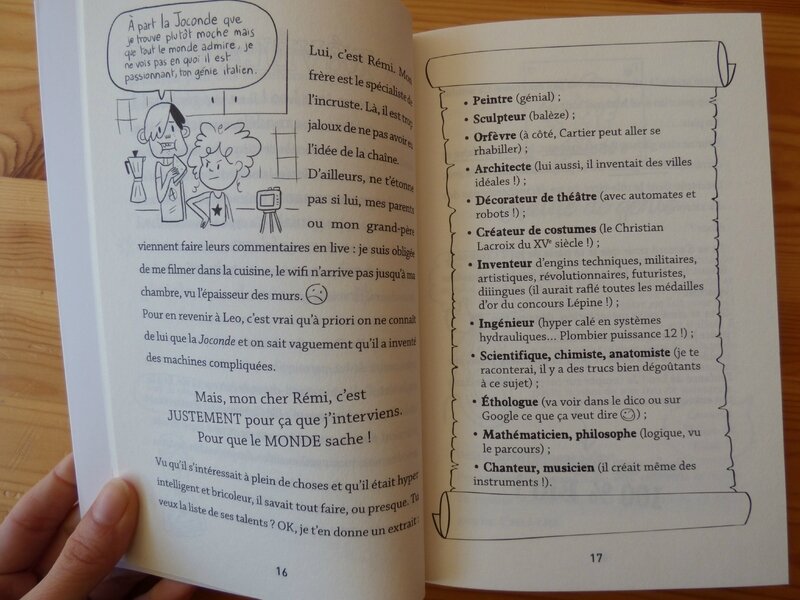 À part la Joconde que
je trouve plutôt moche mais
que tout le monde admire, je
ne vois pas en quoi il est
passionnant, ton génie italien.
Lui, c'est Rémi. Mon
frère est le spécialiste de
l'incruste. Là, il est trop
jaloux de ne pas avoir eu
l'idée de la chaîne.
D'ailleurs, ne t'étonne
pas si lui, mes parents
ou mon grand-père
viennent faire leurs commentaires en live : je suis obligée
de me filmer dans la cuisine, le wifi n'arrive pas jusqu'à ma
chambre, vu l'épaisseur des murs.
Pour en revenir à Leo, c'est vrai qu'à priori on ne connaît
de lui que la Joconde et on sait vaguement qu'il a inventé
des machines compliquées.
Mais, mon cher Rémi, c'est
JUSTEMENT pour ça que j'interviens.
Pour que le MONDE sache !
Vu qu'il s'intéressait à plein de choses et qu'il était hyper
intelligent et bricoleur, il savait tout faire, ou presque. Tu
veux la liste de ses talents ? OK, je t'en donne un extrait :
16
• Peintre (génial) ;
• Sculpteur (balèze) ;
• Orfèvre (à côté, Cartier peut aller se
rhabiller) ;
• Architecte (lui aussi, il inventait des villes
idéales !) ;
• Décorateur de théâtre (avec automates et
robots !) ;
• Créateur de costumes (le Christian
Lacroix du XVe siècle !) ;
• Inventeur d'engins techniques, militaires,
artistiques, révolutionnaires, futuristes,
diiingues (il aurait raflé toutes les médailles
d'or du concours Lépine !) ;
• Ingénieur (hyper calé en systèmes
hydrauliques... Plombier puissance 12 !) ;
• Scientifique, chimiste, anatomiste (je te
raconterai, il y a des trucs bien dégoûtants
à ce sujet) ;
• Éthologue (va voir dans le dico ou sur
Google ce que ça veut dire ) ;
• Mathématicien, philosophe (logique, vu
le parcours) ;
• Chanteur, musicien (il créait même des
instruments !).
17